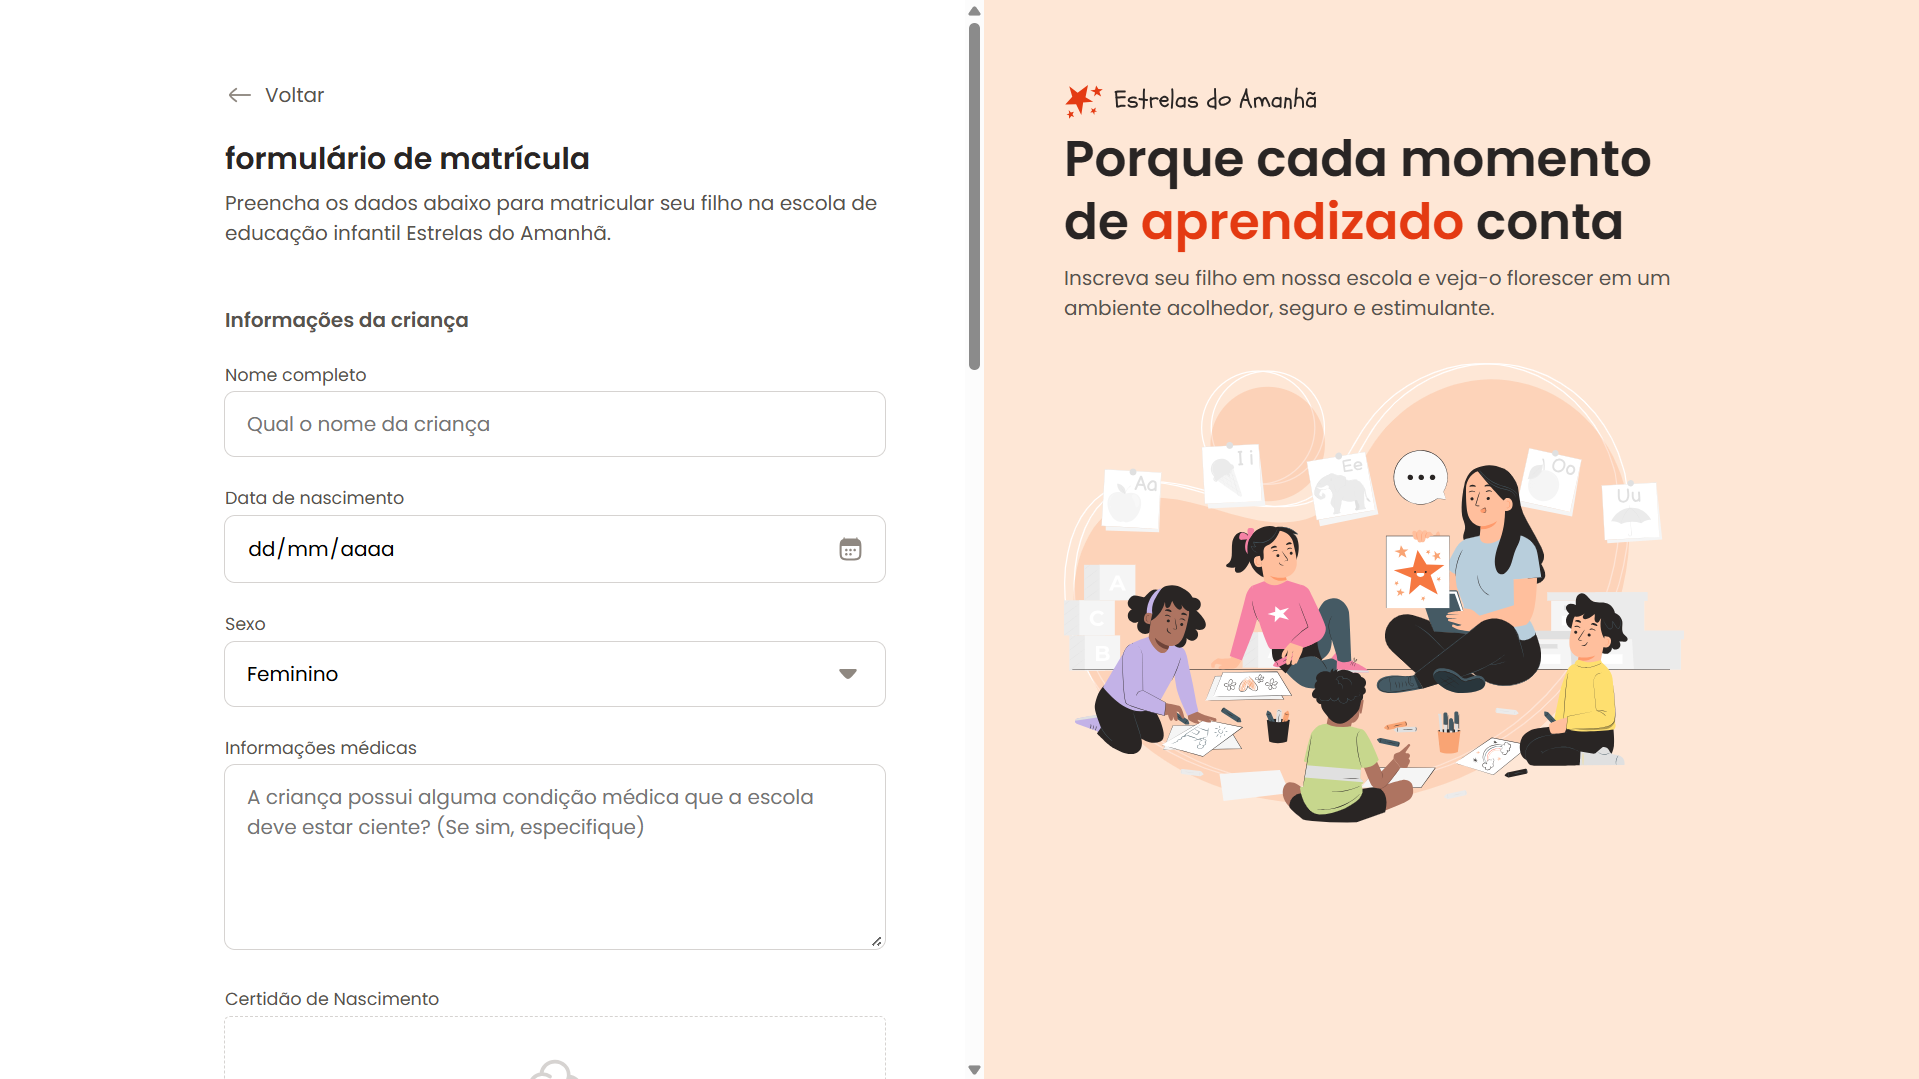 Voltar
formulário de matrícula
Preencha os dados abaixo para matricular seu filho na escola de
educação infantil Estrelas do Amanhã.
Informações da criança
Nome completo
Qual o nome da criança
Data de nascimento
dd/mm/aaaa
Sexo
Feminino
Informações médicas
A criança possui alguma condição médica que a escola
deve estar ciente? (Se sim, especifique)
Certidão de Nascimento
Estrelas do Amanhã
Porque cada momento
de aprendizado conta
Inscreva seu filho em nossa escola e veja-o florescer em um
ambiente acolhedor, seguro e estimulante.
Aa
I i
Ee
Oo
Uu
A
C
B